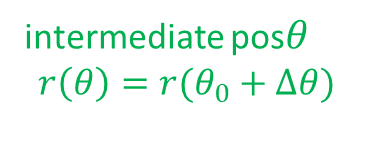 intermediate posθ
r(θ) = r(θ₀ + Δθ)